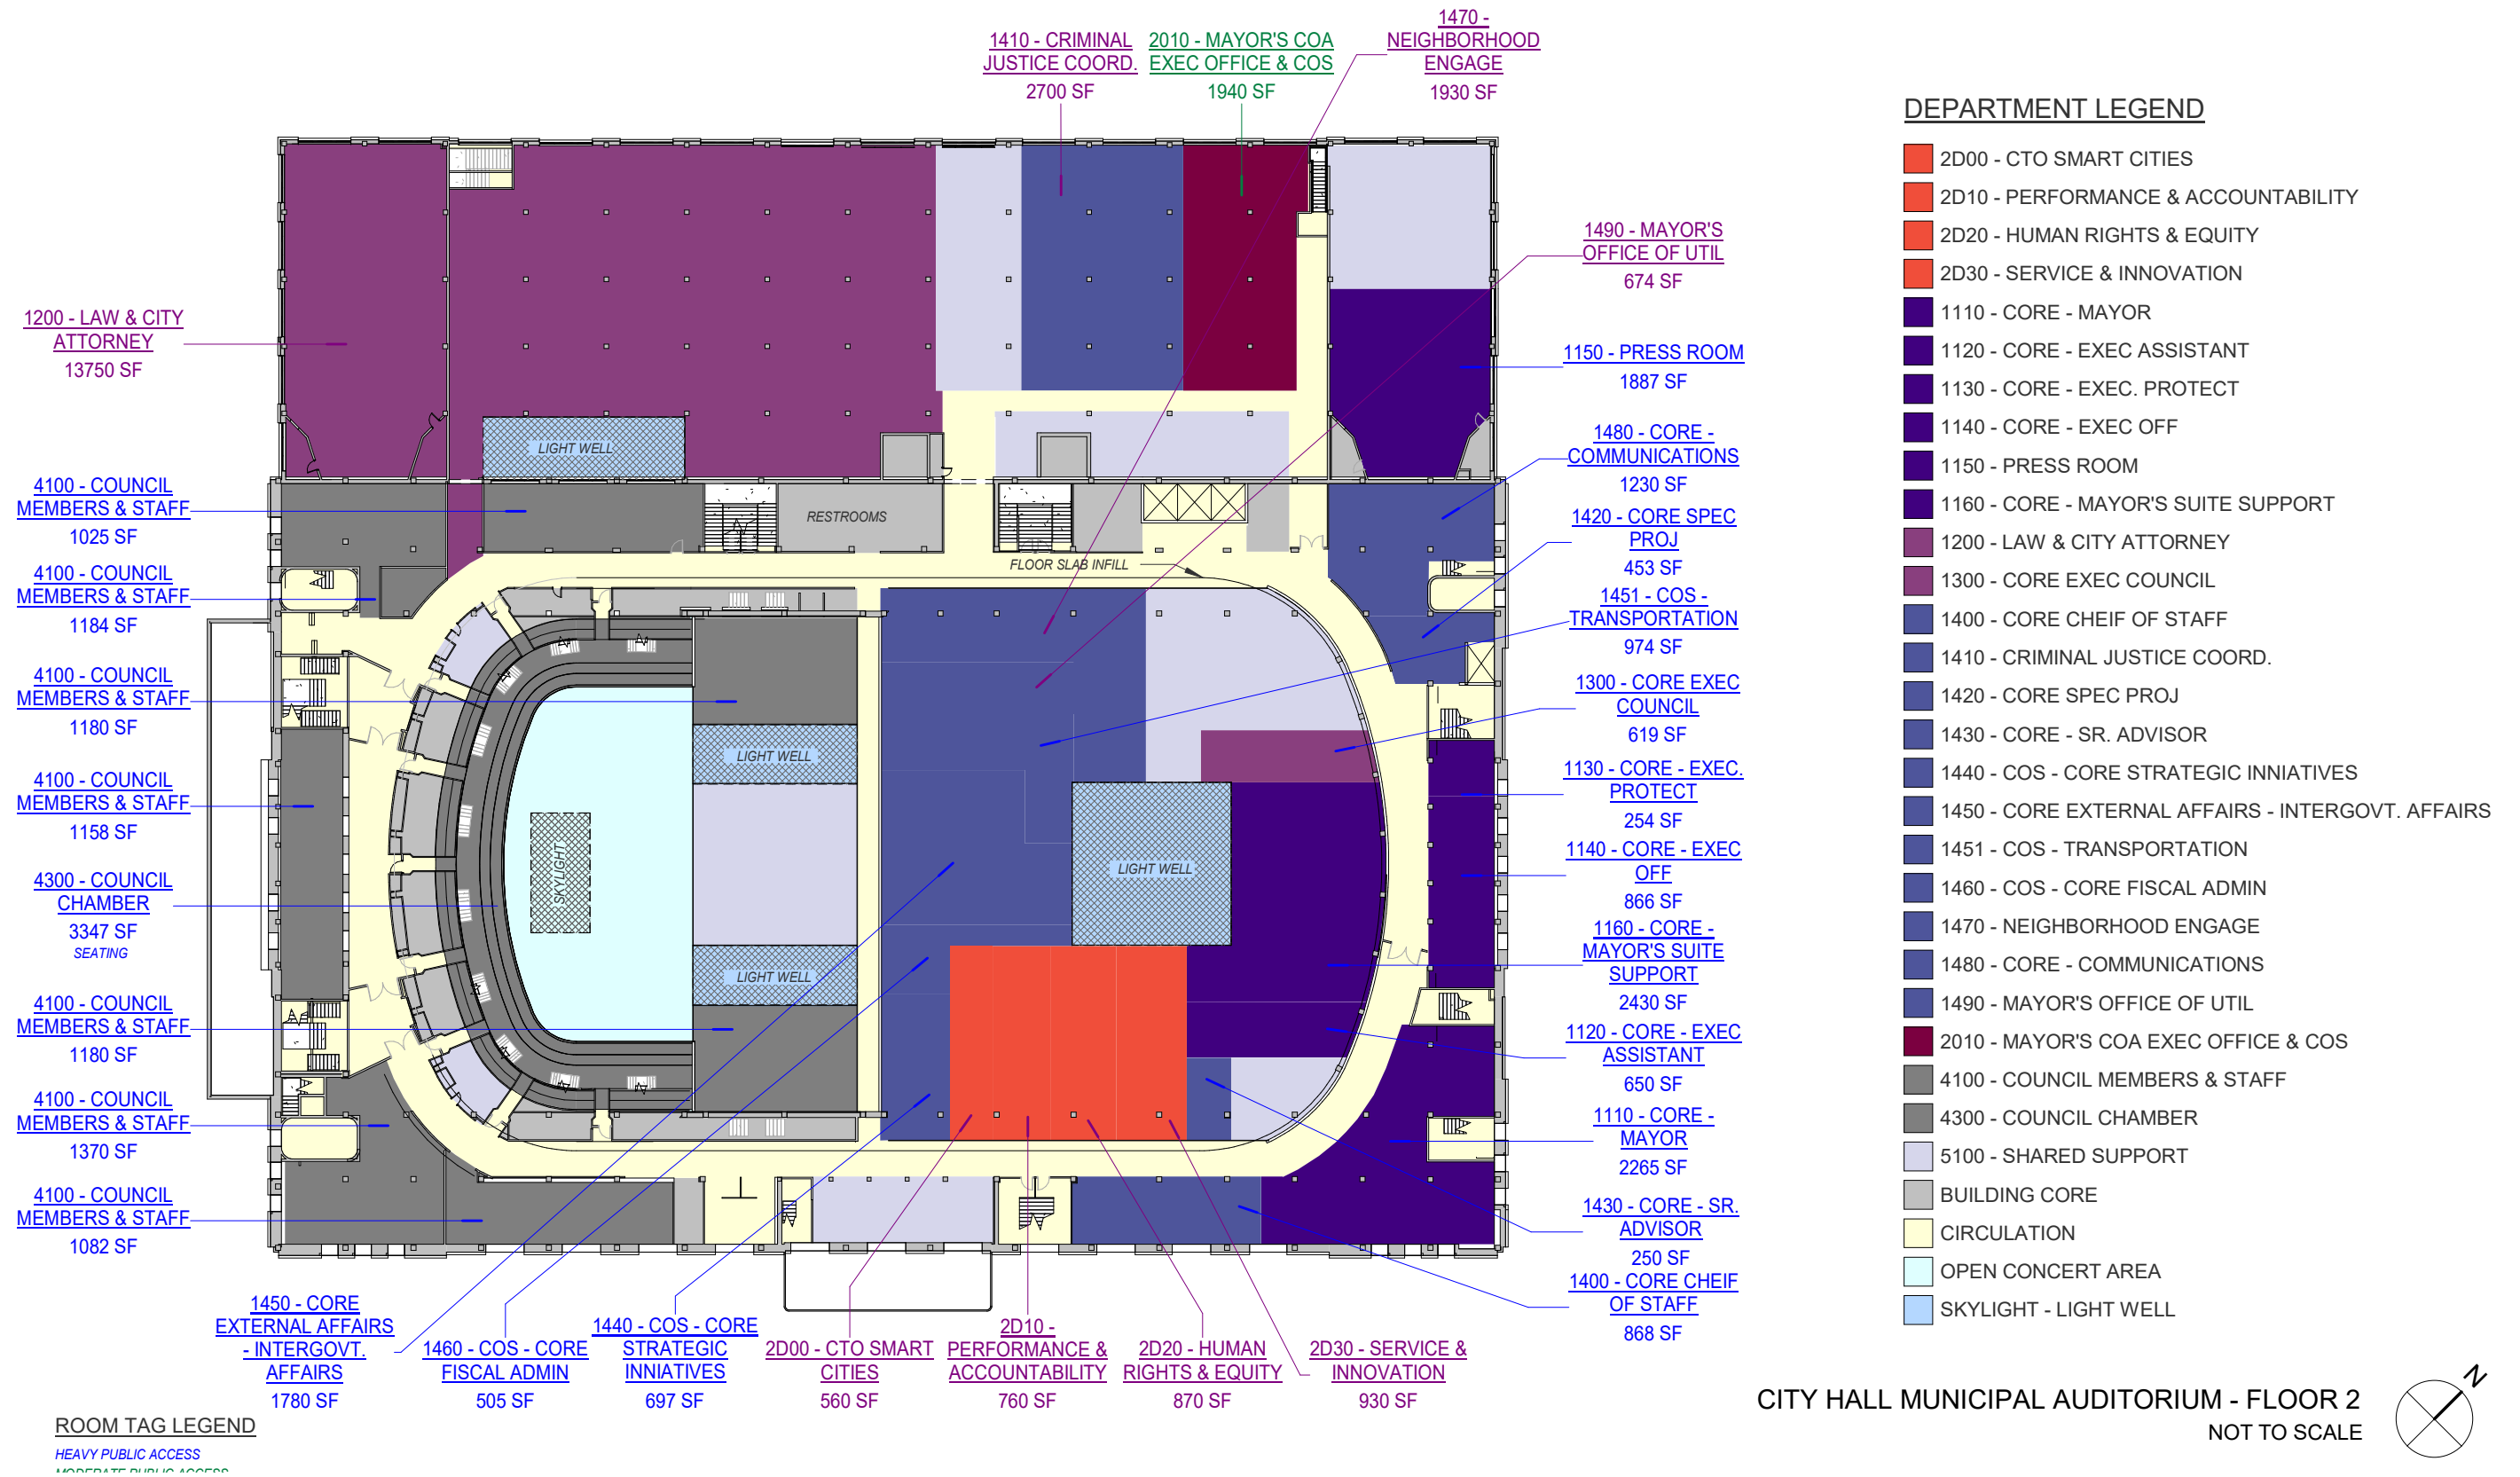 1470 -
NEIGHBORHOOD
ENGAGE
1930 SF
1410 - CRIMINAL
JUSTICE COORD.
2700 SF
2010 - MAYOR'S COA
EXEC OFFICE & COS
1940 SF
1490 - MAYOR'S
OFFICE OF UTIL
674 SF
1200 - LAW & CITY
ATTORNEY
13750 SF
1150 - PRESS ROOM
1887 SF
1480 - CORE -
COMMUNICATIONS
1230 SF
1420 - CORE SPEC
PROJ
453 SF
1451 - COS -
TRANSPORTATION
974 SF
1300 - CORE EXEC
COUNCIL
619 SF
1130 - CORE - EXEC.
PROTECT
254 SF
1140 - CORE - EXEC
OFF
866 SF
1160 - CORE -
MAYOR'S SUITE
SUPPORT
2430 SF
1120 - CORE - EXEC
ASSISTANT
650 SF
1110 - CORE -
MAYOR
2265 SF
1430 - CORE - SR.
ADVISOR
250 SF
1400 - CORE CHEIF
OF STAFF
868 SF
4100 - COUNCIL
MEMBERS & STAFF
1025 SF
4100 - COUNCIL
MEMBERS & STAFF
1184 SF
4100 - COUNCIL
MEMBERS & STAFF
1180 SF
4100 - COUNCIL
MEMBERS & STAFF
1158 SF
4300 - COUNCIL
CHAMBER
3347 SF
SEATING
4100 - COUNCIL
MEMBERS & STAFF
1180 SF
4100 - COUNCIL
MEMBERS & STAFF
1370 SF
4100 - COUNCIL
MEMBERS & STAFF
1082 SF
LIGHT WELL
RESTROOMS
FLOOR SLAB INFILL
LIGHT WELL
SKYLIGHT
LIGHT WELL
LIGHT WELL
1450 - CORE
EXTERNAL AFFAIRS
- INTERGOVT.
AFFAIRS
1780 SF
1460 - COS - CORE
FISCAL ADMIN
505 SF
1440 - COS - CORE
STRATEGIC
INNIATIVES
697 SF
2D00 - CTO SMART
CITIES
560 SF
2D10 -
PERFORMANCE &
ACCOUNTABILITY
760 SF
2D20 - HUMAN
RIGHTS & EQUITY
870 SF
2D30 - SERVICE &
INNOVATION
930 SF
DEPARTMENT LEGEND
2D00 - CTO SMART CITIES
2D10 - PERFORMANCE & ACCOUNTABILITY
2D20 - HUMAN RIGHTS & EQUITY
2D30 - SERVICE & INNOVATION
1110 - CORE - MAYOR
1120 - CORE - EXEC ASSISTANT
1130 - CORE - EXEC. PROTECT
1140 - CORE - EXEC OFF
1150 - PRESS ROOM
1160 - CORE - MAYOR'S SUITE SUPPORT
1200 - LAW & CITY ATTORNEY
1300 - CORE EXEC COUNCIL
1400 - CORE CHEIF OF STAFF
1410 - CRIMINAL JUSTICE COORD.
1420 - CORE SPEC PROJ
1430 - CORE - SR. ADVISOR
1440 - COS - CORE STRATEGIC INNIATIVES
1450 - CORE EXTERNAL AFFAIRS - INTERGOVT. AFFAIRS
1451 - COS - TRANSPORTATION
1460 - COS - CORE FISCAL ADMIN
1470 - NEIGHBORHOOD ENGAGE
1480 - CORE - COMMUNICATIONS
1490 - MAYOR'S OFFICE OF UTIL
2010 - MAYOR'S COA EXEC OFFICE & COS
4100 - COUNCIL MEMBERS & STAFF
4300 - COUNCIL CHAMBER
5100 - SHARED SUPPORT
BUILDING CORE
CIRCULATION
OPEN CONCERT AREA
SKYLIGHT - LIGHT WELL
CITY HALL MUNICIPAL AUDITORIUM - FLOOR 2
NOT TO SCALE
N
ROOM TAG LEGEND
HEAVY PUBLIC ACCESS
MODERATE PUBLIC ACCESS